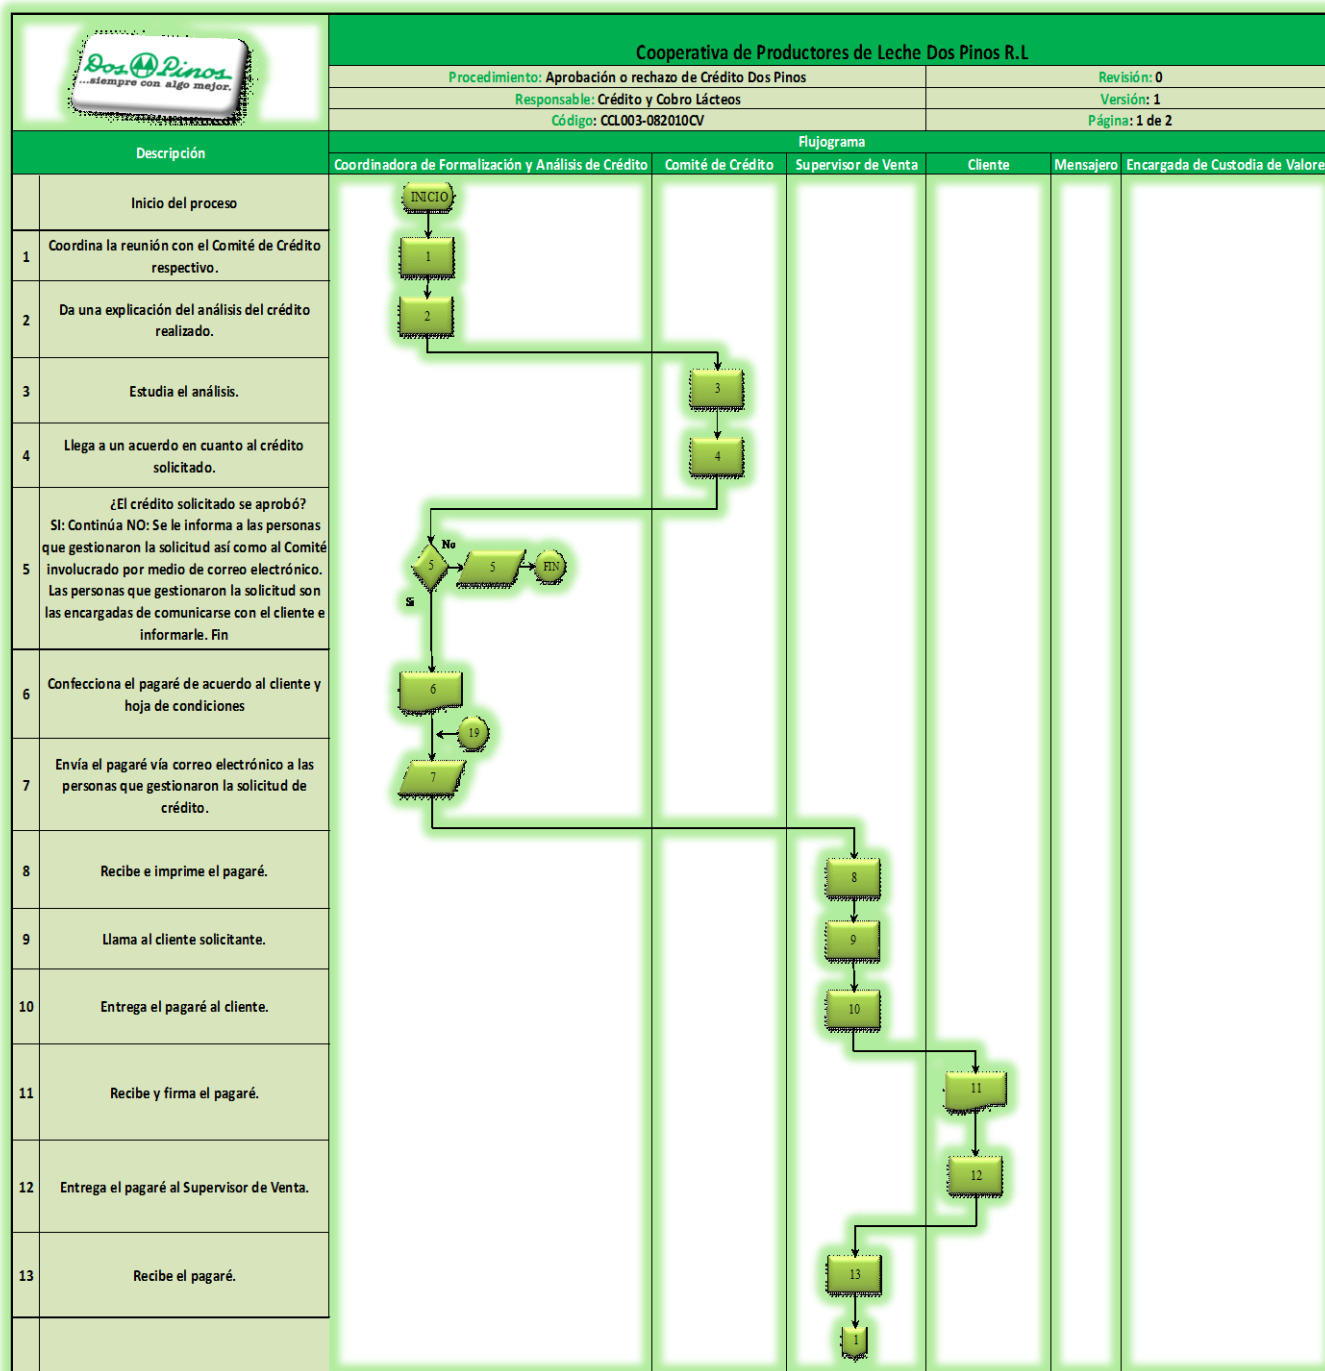 Dos Pinos
...siempre con algo mejor.
Cooperativa de Productores de Leche Dos Pinos R.L
Procedimiento: Aprobación o rechazo de Crédito Dos Pinos
Revisión: 0
Responsable: Crédito y Cobro Lácteos
Versión: 1
Código: CCL003-082010CV
Página: 1 de 2
Descripción
Flujograma
Coordinadora de Formalización y Análisis de Crédito
Comité de Crédito
Supervisor de Venta
Cliente
Mensajero
Encargada de Custodia de Valore
Inicio del proceso
INICIO
1
Coordina la reunión con el Comité de Crédito
respectivo.
1
2
Da una explicación del análisis del crédito
realizado.
2
3
Estudia el análisis.
3
4
Llega a un acuerdo en cuanto al crédito
solicitado.
4
5
¿El crédito solicitado se aprobó?
SI: Continúa NO: Se le informa a las personas
que gestionaron la solicitud así como al Comité
involucrado por medio de correo electrónico.
Las personas que gestionaron la solicitud son
las encargadas de comunicarse con el cliente e
informarle. Fin
No
5
5
FIN
Si
6
Confecciona el pagaré de acuerdo al cliente y
hoja de condiciones
6
19
7
Envía el pagaré vía correo electrónico a las
personas que gestionaron la solicitud de
crédito.
7
8
Recibe e imprime el pagaré.
8
9
Llama al cliente solicitante.
9
10
Entrega el pagaré al cliente.
10
11
Recibe y firma el pagaré.
11
12
Entrega el pagaré al Supervisor de Venta.
12
13
Recibe el pagaré.
13
1